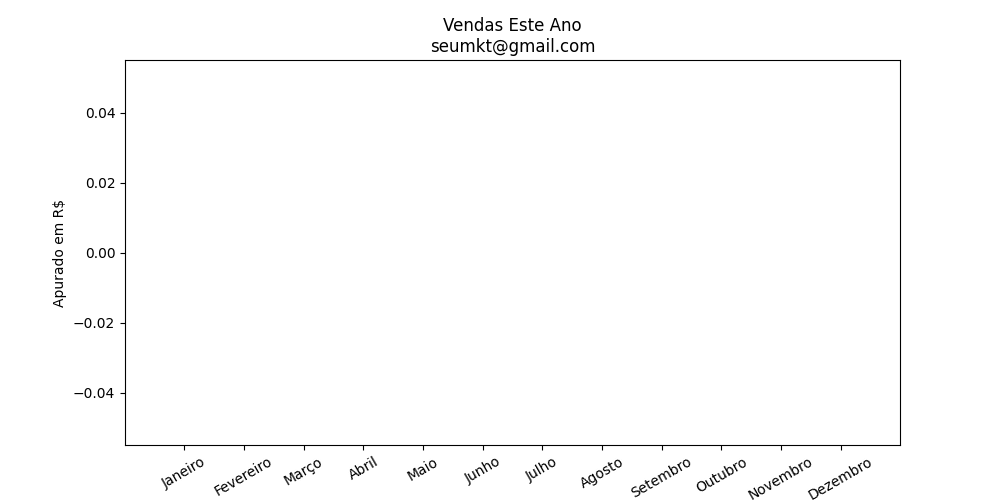 Vendas Este Ano
seumkt@gmail.com
Apurado em R$
0.04
0.02
0.00
−0.02
−0.04
Janeiro
Fevereiro
Março
Abril
Maio
Junho
Julho
Agosto
Setembro
Outubro
Novembro
Dezembro